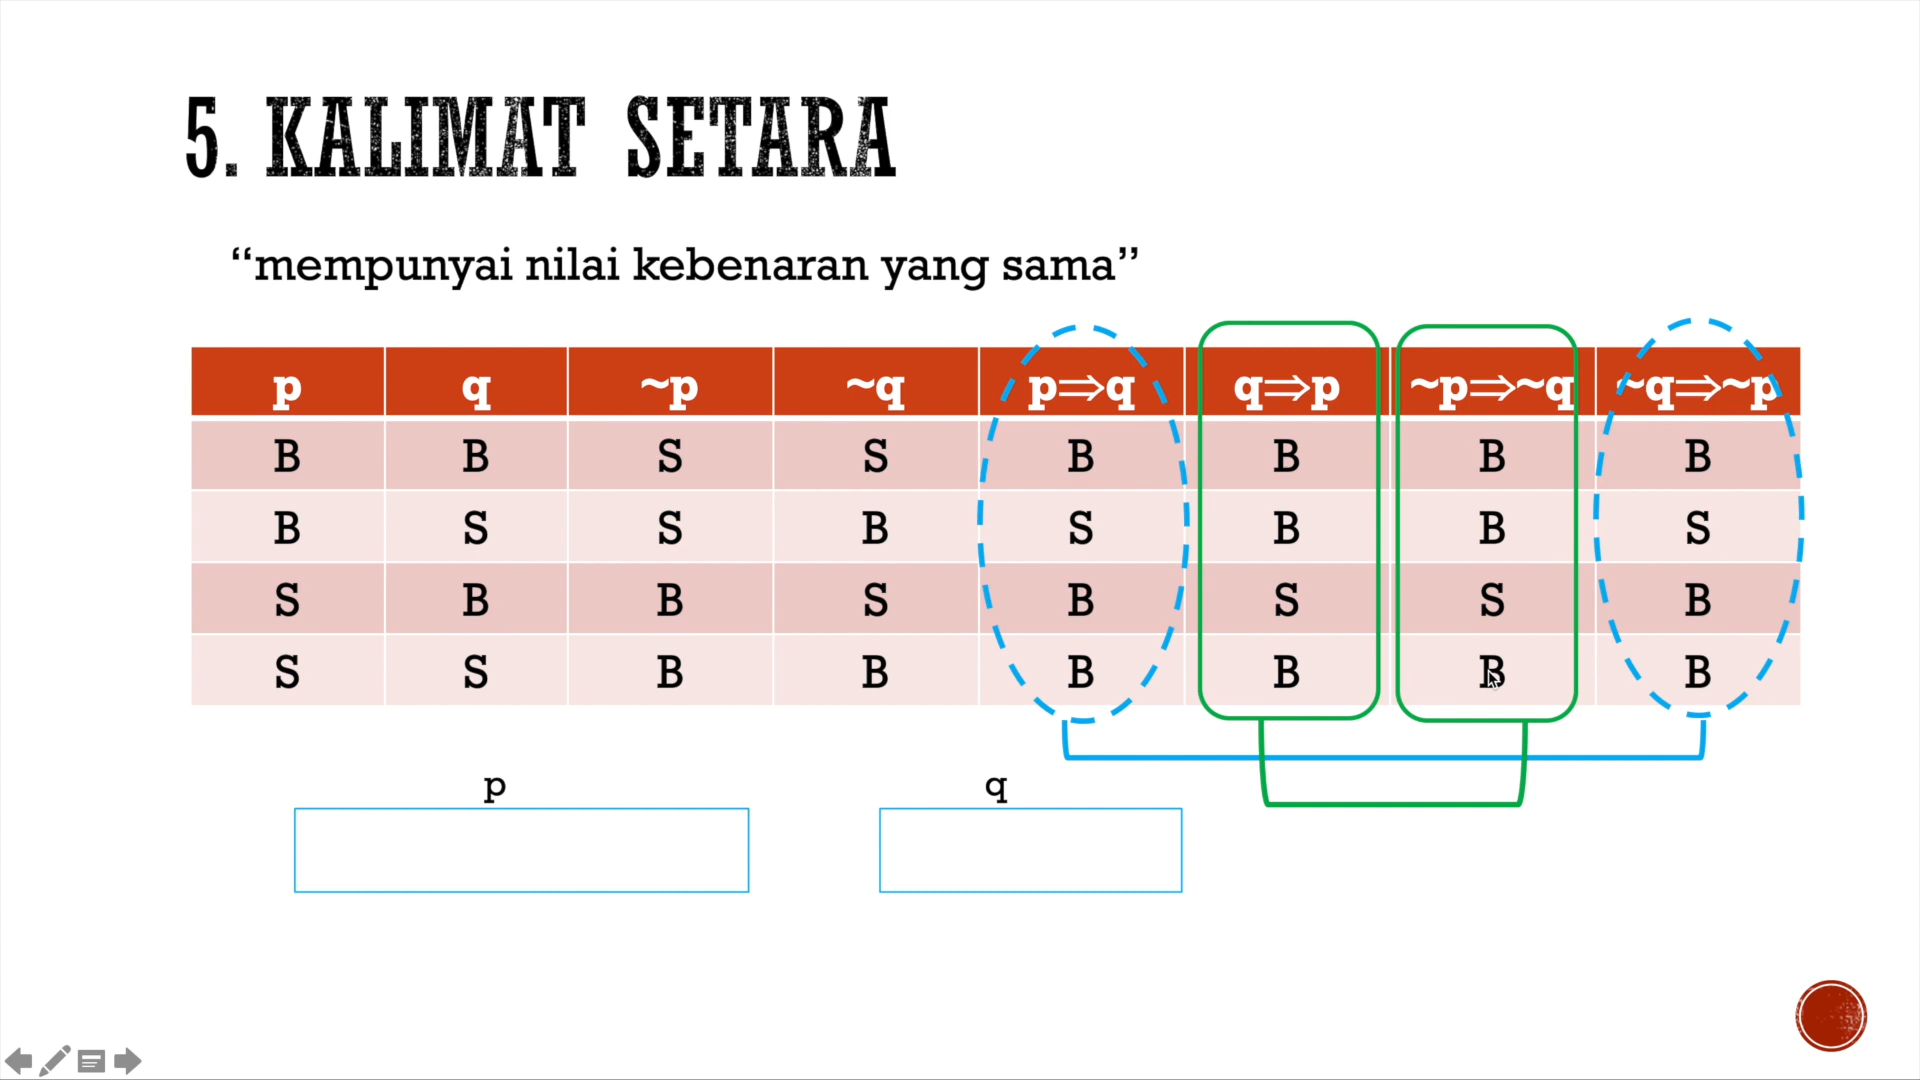 5. KALIMAT SETARA
“mempunyai nilai kebenaran yang sama”
p q ~p ~q p⇒q q⇒p ~p⇒~q ~q⇒~p
B B S S B B B B
B S S B S B B S
S B B S B S S B
S S B B B B B B
p q